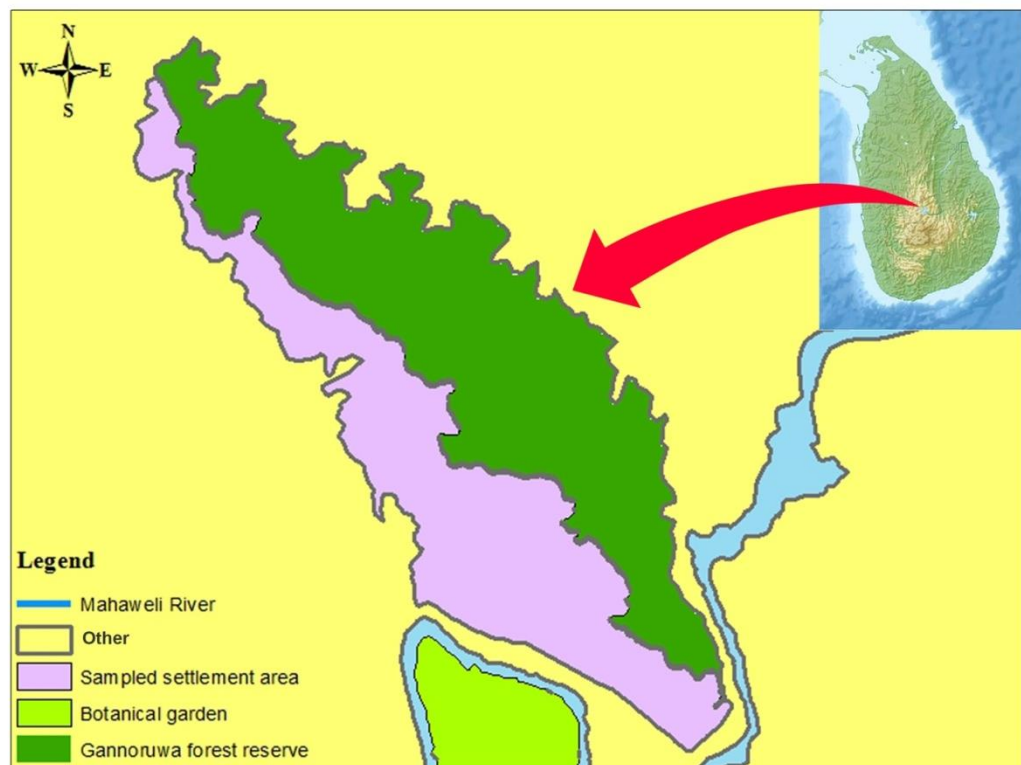 N
W E
S
Legend
Mahaweli River
Other
Sampled settlement area
Botanical garden
Gannoruwa forest reserve